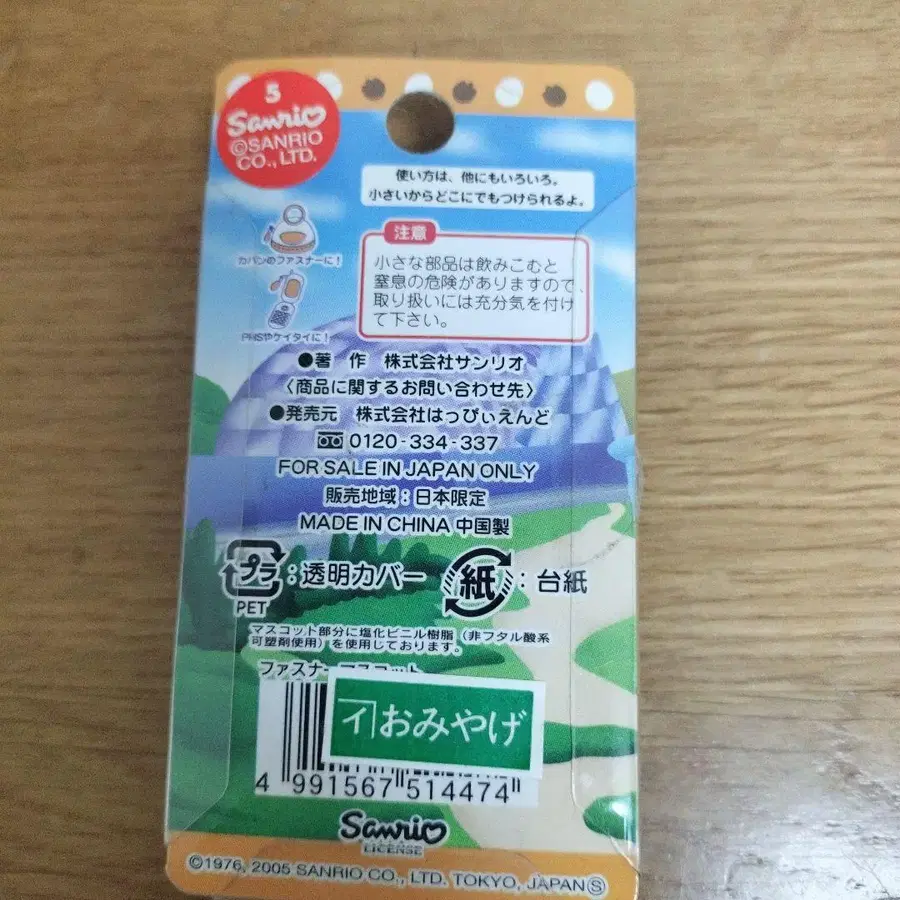 5
Sanrio
©SANRIO
CO., LTD.
使い方は、他にもいろいろ。
小さいからどこにでもつけられるよ。
カバンのファスナーに!
PHSやケイタイに!
注意
小さな部品は飲みこむと
窒息の危険がありますので、
取り扱いには充分気を付け
て下さい。
●著 作 株式会社サンリオ
〈商品に関するお問い合わせ先〉
●発売元 株式会社はっぴぃえんど
0120-334-337
FOR SALE IN JAPAN ONLY
販売地域:日本限定
MADE IN CHINA 中国製
プラ:透明カバー 紙:台紙
PET
マスコット部分に塩化ビニル樹脂(非フタル酸系
可塑剤使用)を使用しております。
ファスナーマスコット
イおみやげ
4 991567 514474
Sanrio
LICENSE
©1976, 2005 SANRIO CO., LTD. TOKYO, JAPAN Ⓢ